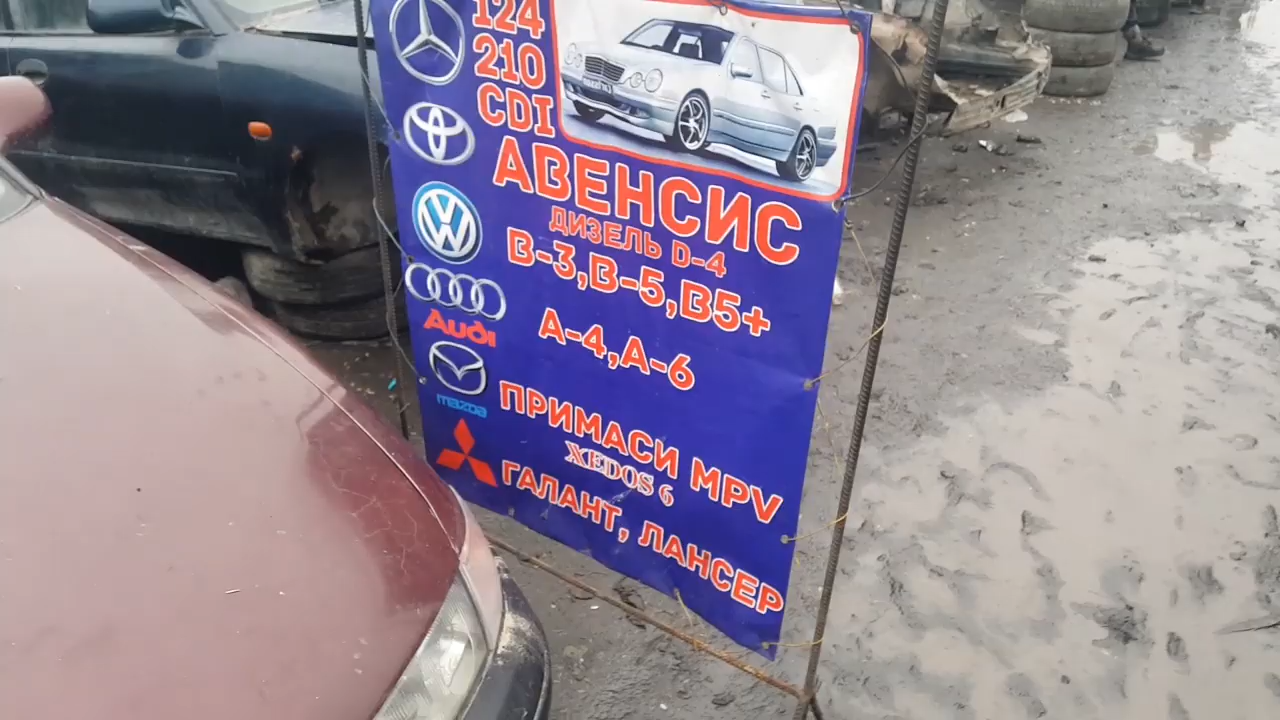 124
210
CDI
АВЕНСИС
ДИЗЕЛЬ D-4
B-3,B-5,B5+
Audi
A-4,A-6
mazda
ПРИМАСИ MPV
XEDOS 6
ГАЛАНТ, ЛАНСЕР